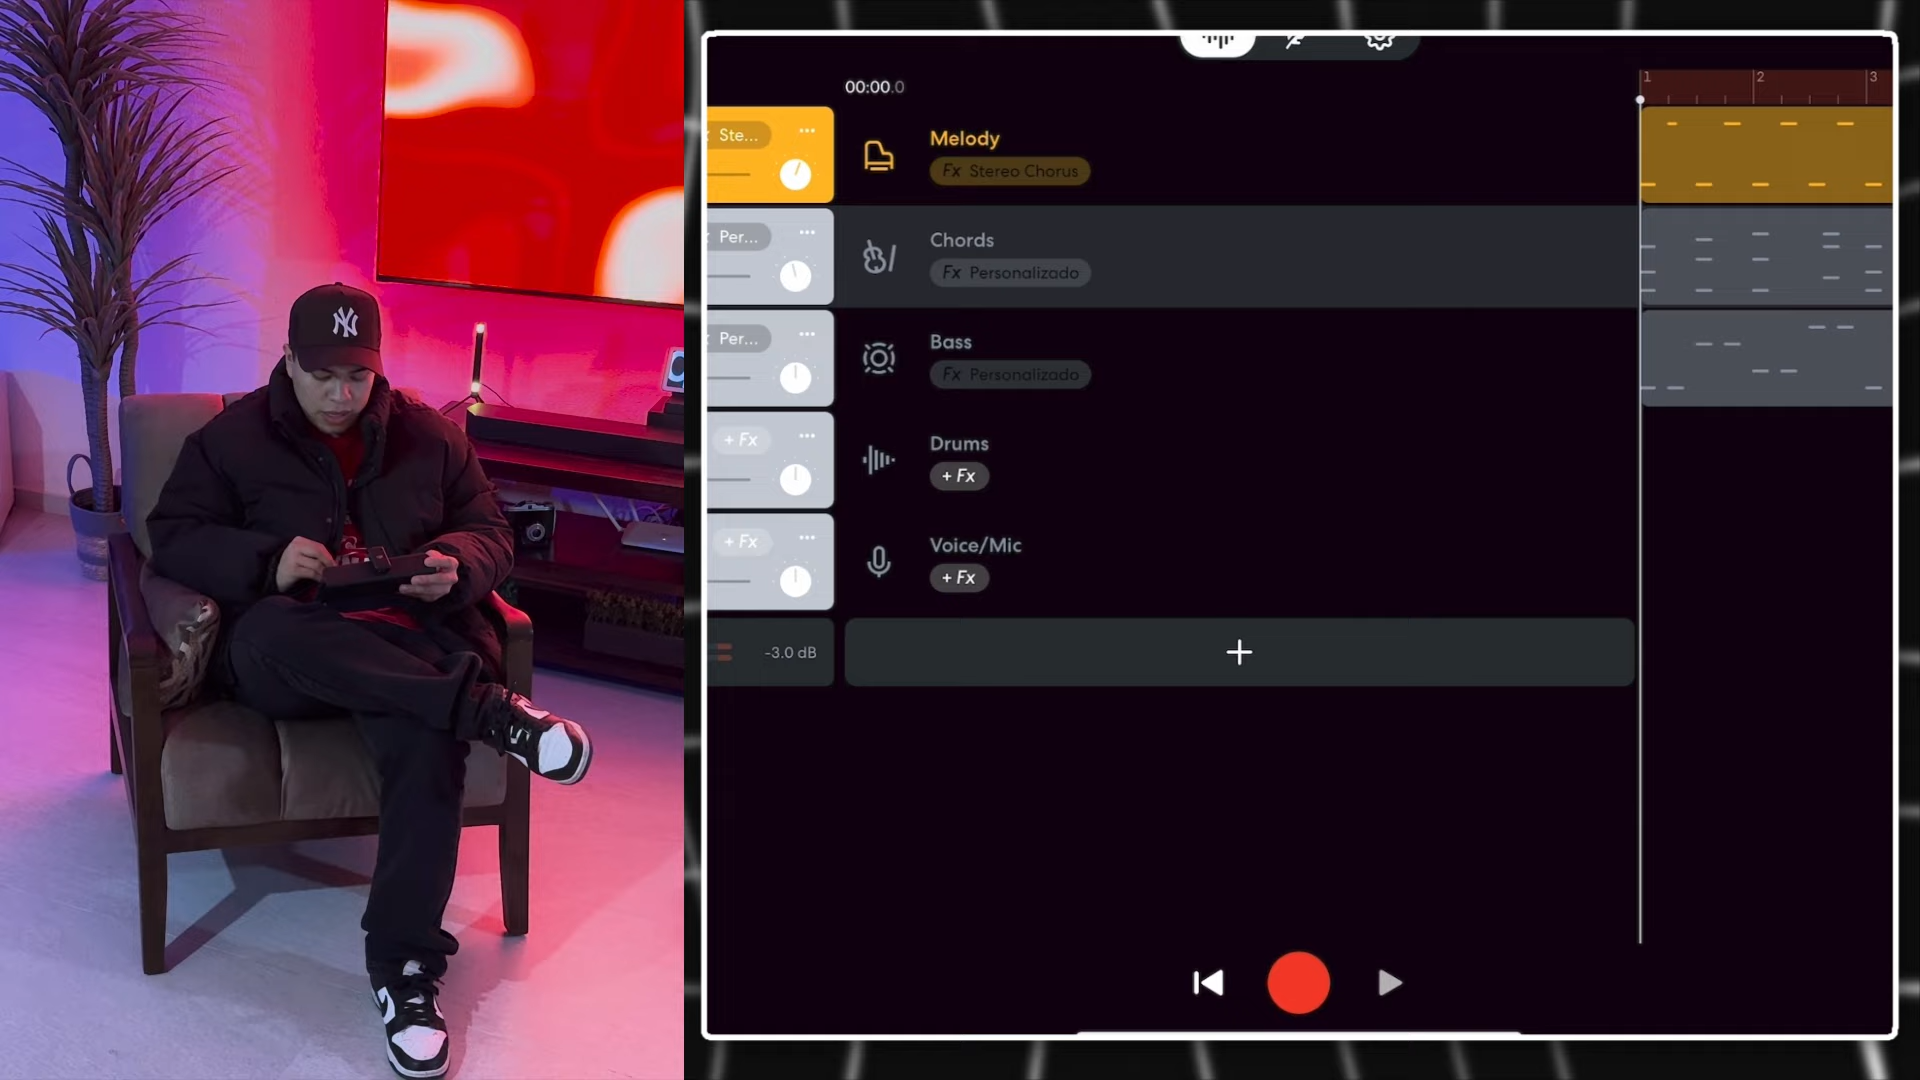 NY
00:00.0
1 2 3
Ste... ...
Melody
Fx Stereo Chorus
Per... ...
Chords
Fx Personalizado
Per... ...
Bass
Fx Personalizado
+ Fx ...
Drums
+ Fx
+ Fx ...
Voice/Mic
+ Fx
-3.0 dB
+